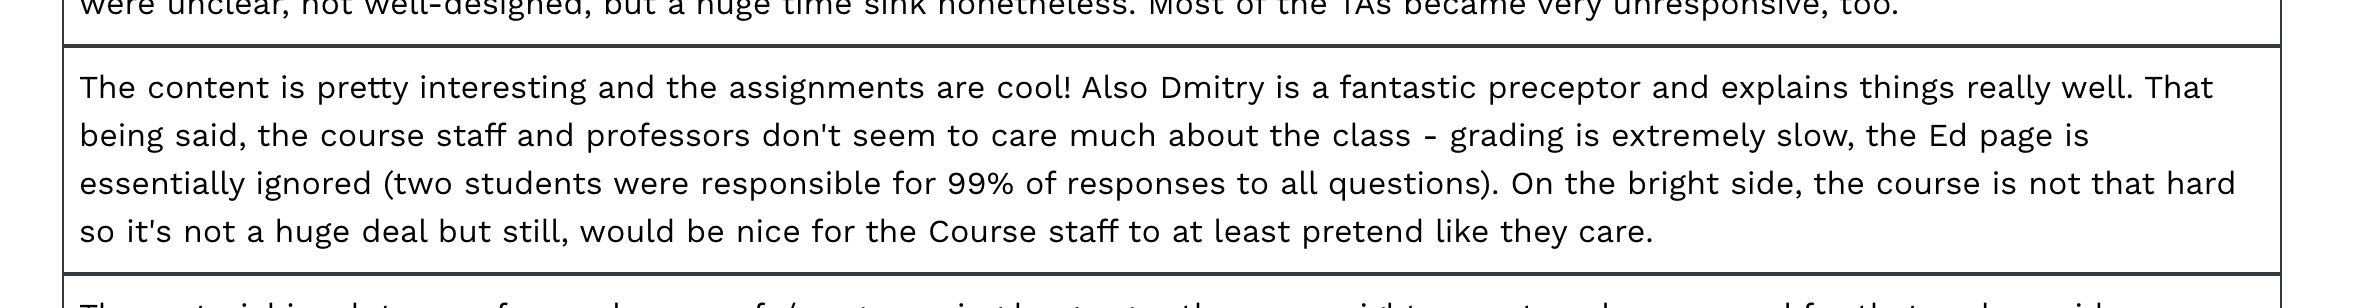 were unclear, not well-designed, but a huge time sink nonetheless. Most of the TAs became very unresponsive, too.
The content is pretty interesting and the assignments are cool! Also Dmitry is a fantastic preceptor and explains things really well. That
being said, the course staff and professors don't seem to care much about the class - grading is extremely slow, the Ed page is
essentially ignored (two students were responsible for 99% of responses to all questions). On the bright side, the course is not that hard
so it's not a huge deal but still, would be nice for the Course staff to at least pretend like they care.